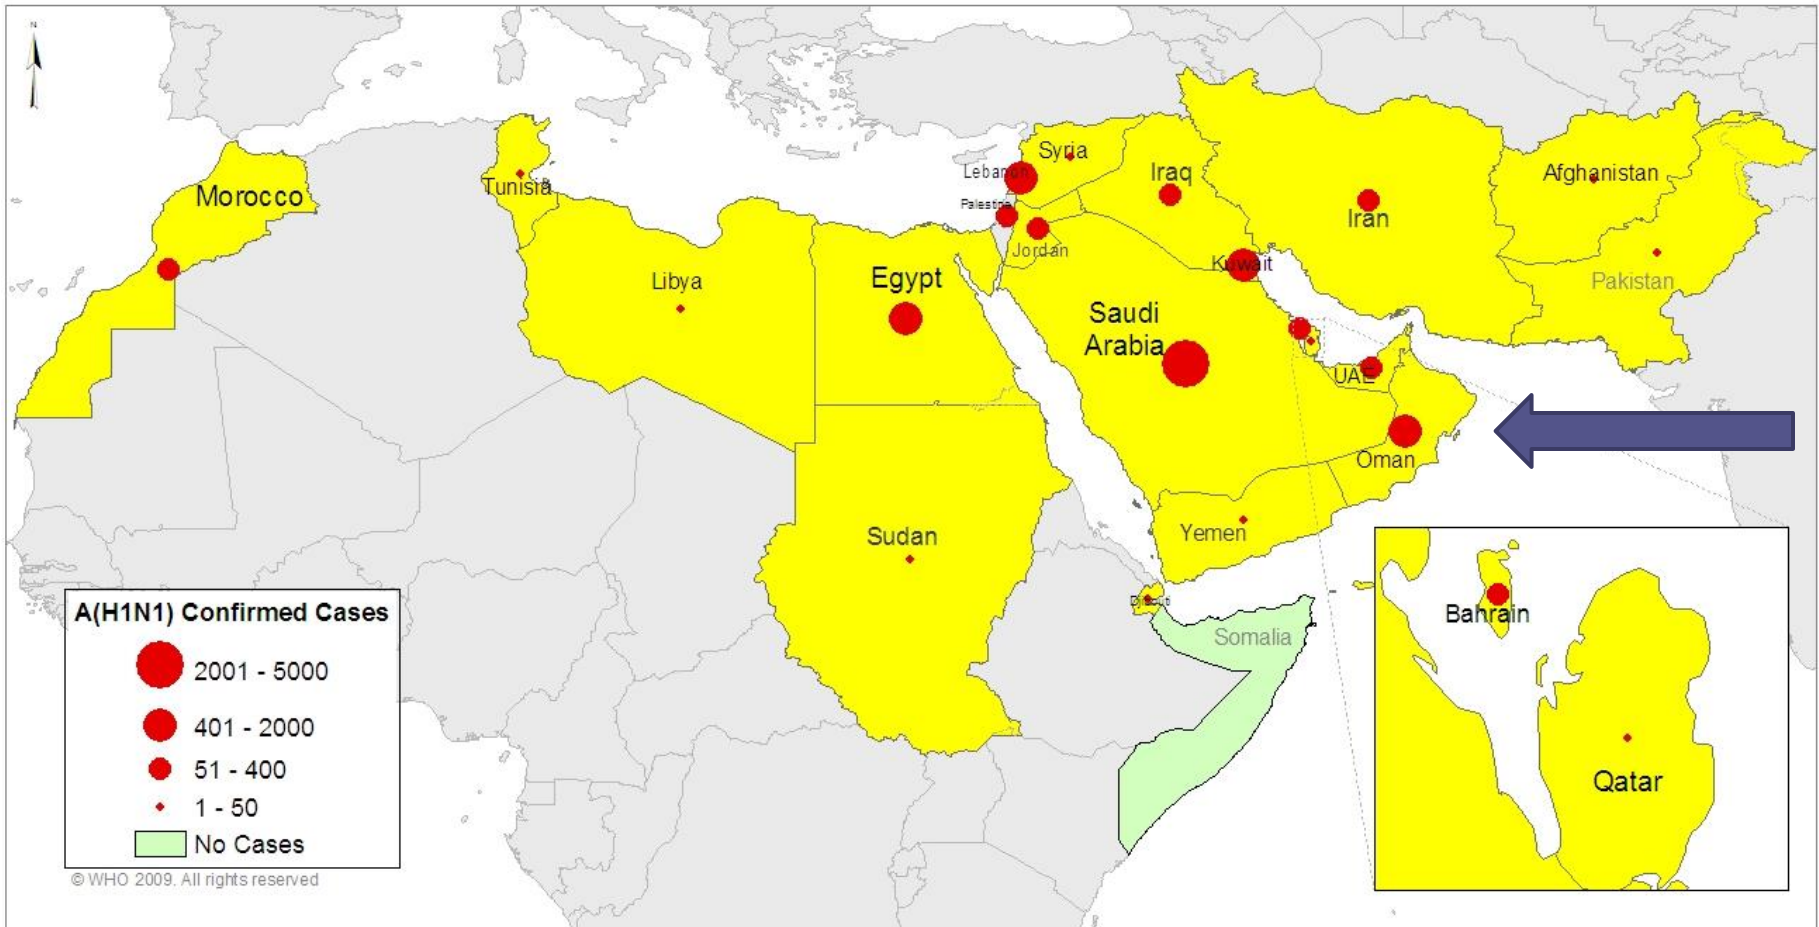 N
Morocco
Tunisia
Libya
Egypt
Sudan
Lebanon
Syria
Palestine
Jordan
Iraq
Iran
Afghanistan
Pakistan
Kuwait
Saudi
Arabia
UAE
Oman
Yemen
Djibouti
Somalia
A(H1N1) Confirmed Cases
2001 - 5000
401 - 2000
51 - 400
1 - 50
No Cases
© WHO 2009. All rights reserved
Bahrain
Qatar